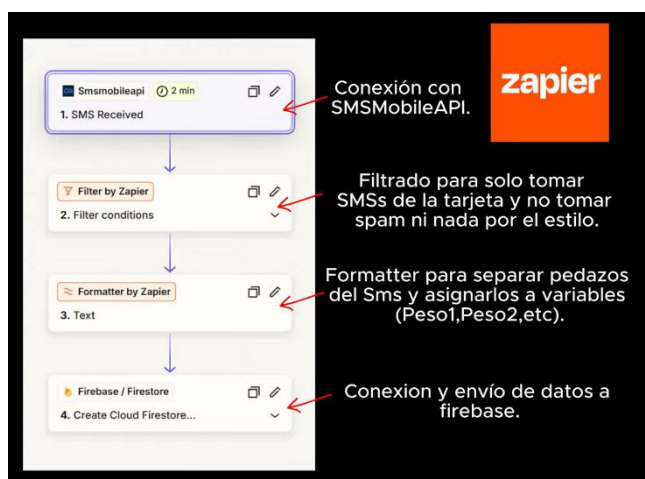 Smsmobileapi 2 min
1. SMS Received
Filter by Zapier
2. Filter conditions
Formatter by Zapier
3. Text
Firebase / Firestore
4. Create Cloud Firestore...
zapier
Conexión con
SMSMobileAPI.
Filtrado para solo tomar
SMSs de la tarjeta y no tomar
spam ni nada por el estilo.
Formatter para separar pedazos
del Sms y asignarlos a variables
(Peso1,Peso2,etc).
Conexion y envío de datos a
firebase.